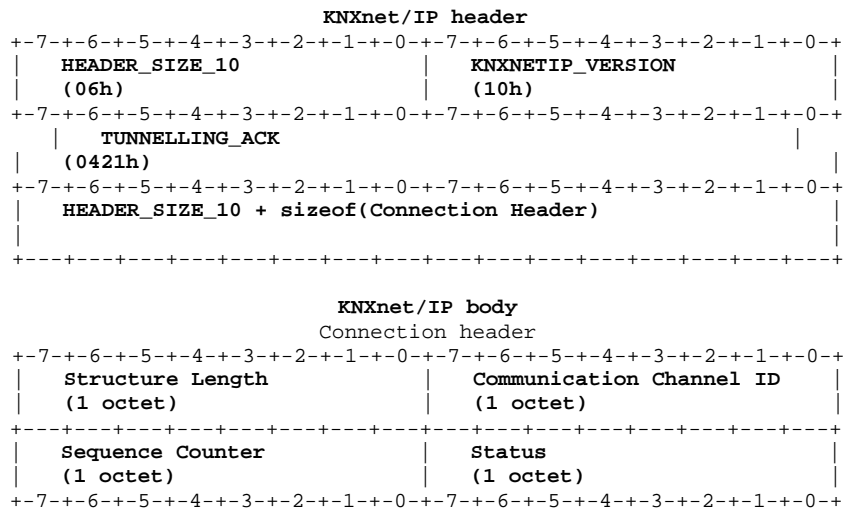 KNXnet/IP header
+-7-+-6-+-5-+-4-+-3-+-2-+-1-+-0-+-7-+-6-+-5-+-4-+-3-+-2-+-1-+-0-+
| HEADER_SIZE_10 | KNXNETIP_VERSION |
| (06h) | (10h) |
+-7-+-6-+-5-+-4-+-3-+-2-+-1-+-0-+-7-+-6-+-5-+-4-+-3-+-2-+-1-+-0-+
| TUNNELLING_ACK |
| (0421h) |
+-7-+-6-+-5-+-4-+-3-+-2-+-1-+-0-+-7-+-6-+-5-+-4-+-3-+-2-+-1-+-0-+
| HEADER_SIZE_10 + sizeof(Connection Header) |
| |
+---+---+---+---+---+---+---+---+---+---+---+---+---+---+---+---+
KNXnet/IP body
Connection header
+-7-+-6-+-5-+-4-+-3-+-2-+-1-+-0-+-7-+-6-+-5-+-4-+-3-+-2-+-1-+-0-+
| Structure Length | Communication Channel ID |
| (1 octet) | (1 octet) |
+---+---+---+---+---+---+---+---+---+---+---+---+---+---+---+---+
| Sequence Counter | Status |
| (1 octet) | (1 octet) |
+-7-+-6-+-5-+-4-+-3-+-2-+-1-+-0-+-7-+-6-+-5-+-4-+-3-+-2-+-1-+-0-+